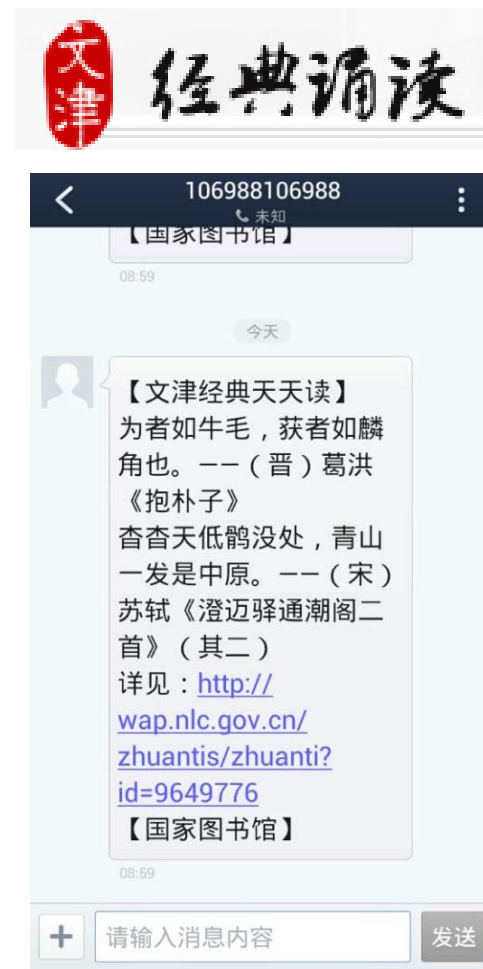 文津
经典诵读
106988106988
未知
【国家图书馆】
08:59
今天
【文津经典天天读】
为者如牛毛，获者如麟
角也。——（晋）葛洪
《抱朴子》
杳杳天低鹘没处，青山
一发是中原。——（宋）
苏轼《澄迈驿通潮阁二
首》（其二）
详见：http://
wap.nlc.gov.cn/
zhuantis/zhuanti?
id=9649776
【国家图书馆】
08:59
请输入消息内容
发送